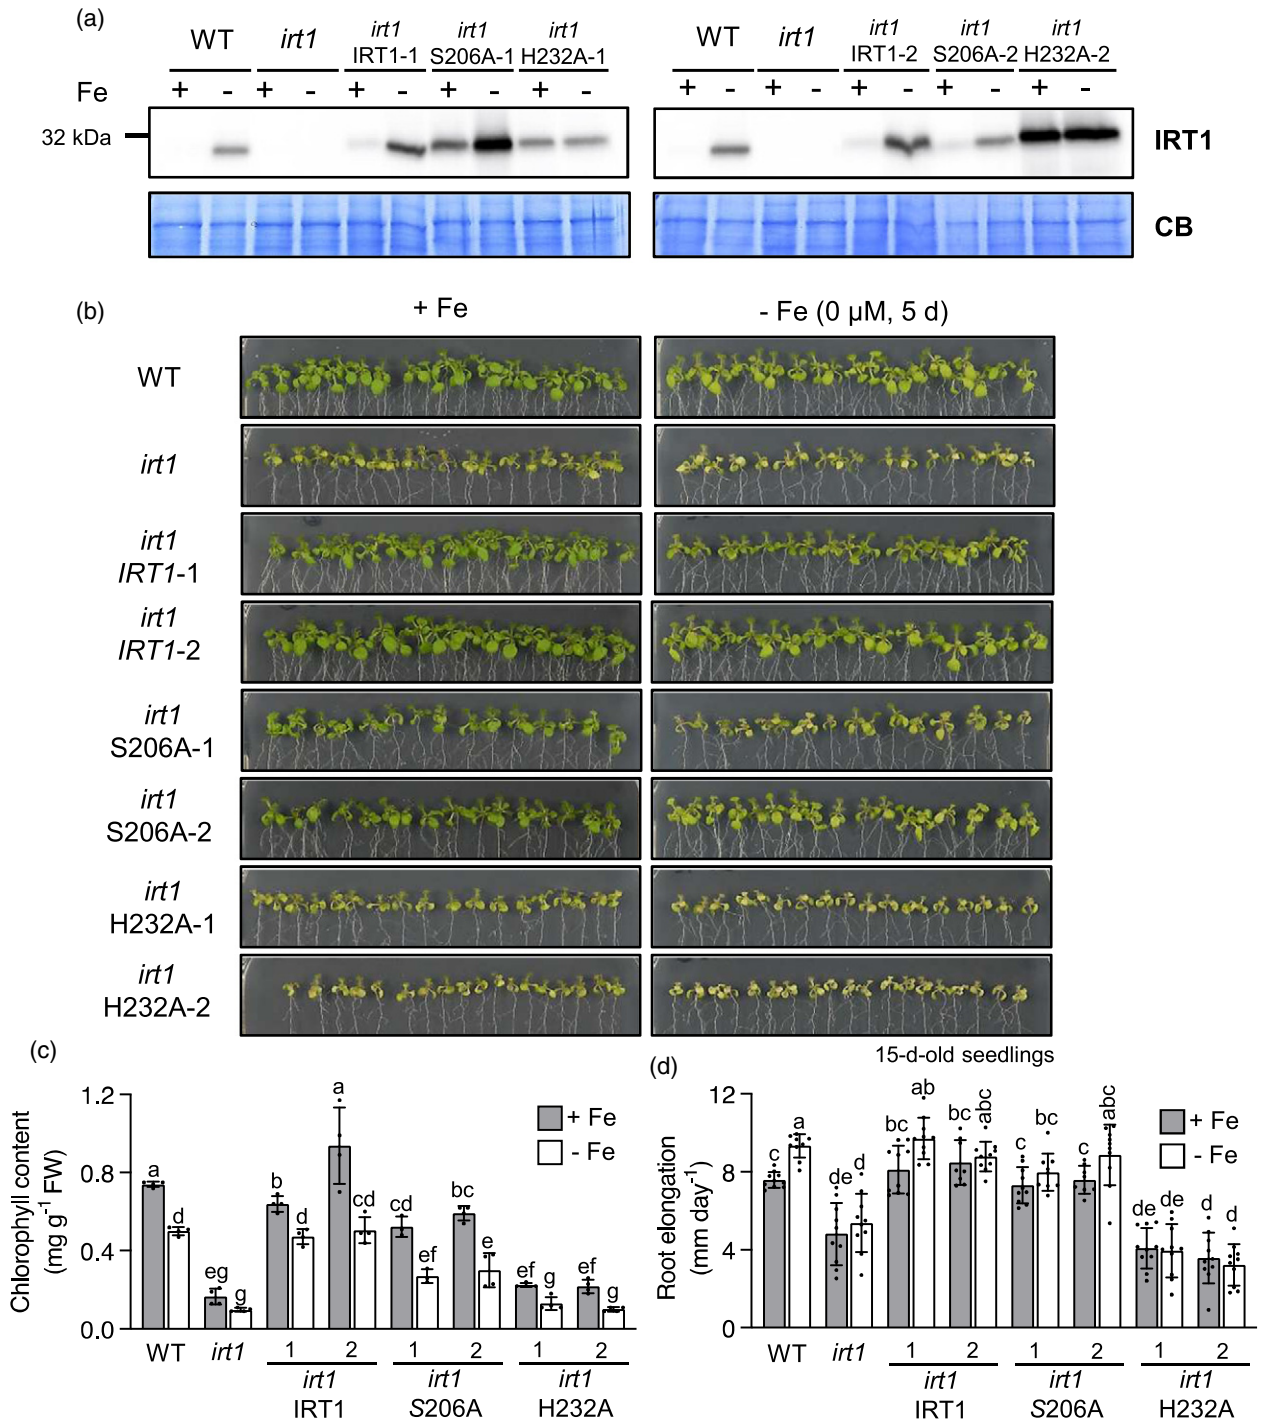 (a)
WT irt1 irt1 IRT1-1 irt1 S206A-1 irt1 H232A-1 WT irt1 irt1 IRT1-2 irt1 S206A-2 irt1 H232A-2
Fe + - + - + - + - + - + - + - + - + - + -
32 kDa IRT1
CB
(b)
+ Fe - Fe (0 µM, 5 d)
WT
irt1
irt1
IRT1-1
irt1
IRT1-2
irt1
S206A-1
irt1
S206A-2
irt1
H232A-1
irt1
H232A-2
15-d-old seedlings
(c)
Chlorophyll content
(mg g-1 FW)
1.2
0.8
0.4
0.0
+ Fe
- Fe
a d eg g b d a cd cd ef bc e ef g ef g
WT irt1 1 2 1 2 1 2
irt1 irt1 irt1
IRT1 S206A H232A
(d)
Root elongation
(mm day-1)
12
8
4
0
+ Fe
- Fe
c a de d bc ab bc abc c bc c abc de de d d
WT irt1 1 2 1 2 1 2
irt1 irt1 irt1
IRT1 S206A H232A